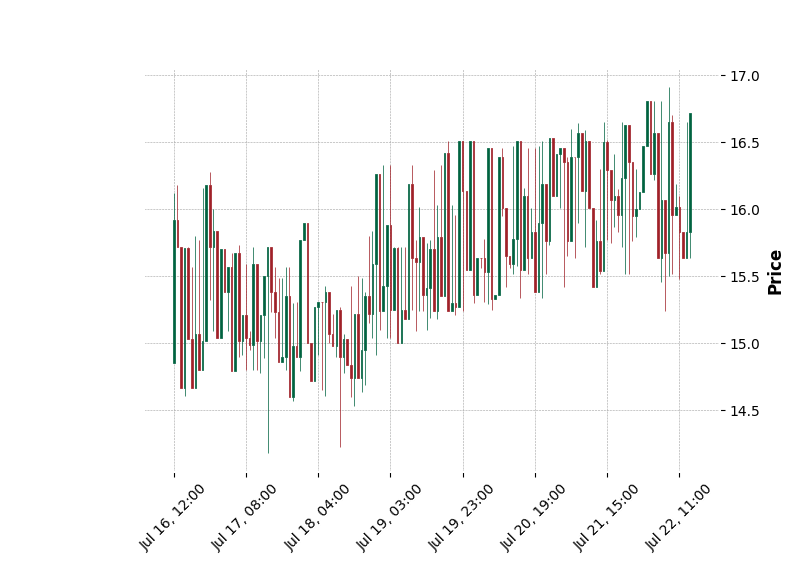 17.0
16.5
16.0
15.5
15.0
14.5
Price
Jul 16, 12:00
Jul 17, 08:00
Jul 18, 04:00
Jul 19, 03:00
Jul 19, 23:00
Jul 20, 19:00
Jul 21, 15:00
Jul 22, 11:00